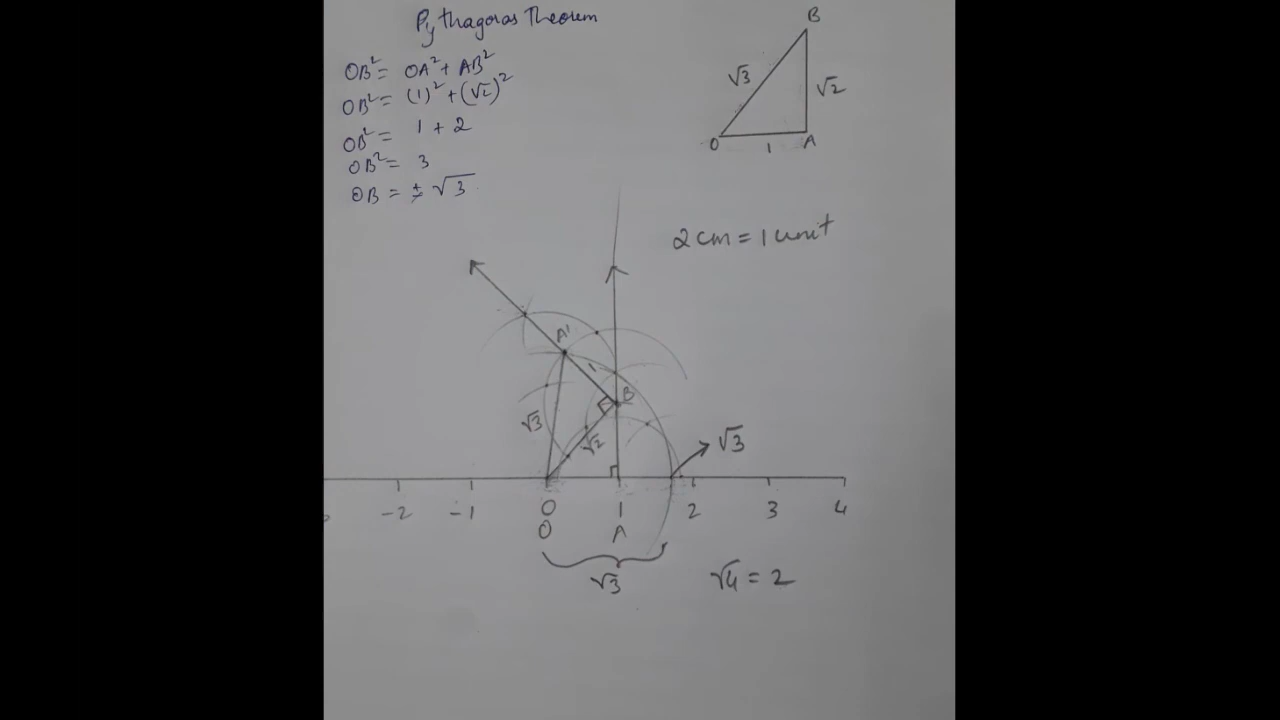 Pythagoras Theorem
OB² = OA² + AB²
OB² = (1)² + (√2)²
OB² = 1 + 2
OB² = 3
OB = ± √3
B
√3
√2
O
1
A
2 cm = 1 unit
A'
1
B
√3
√2
√3
-2 -1 0 1 2 3 4
O A
√3
√4 = 2